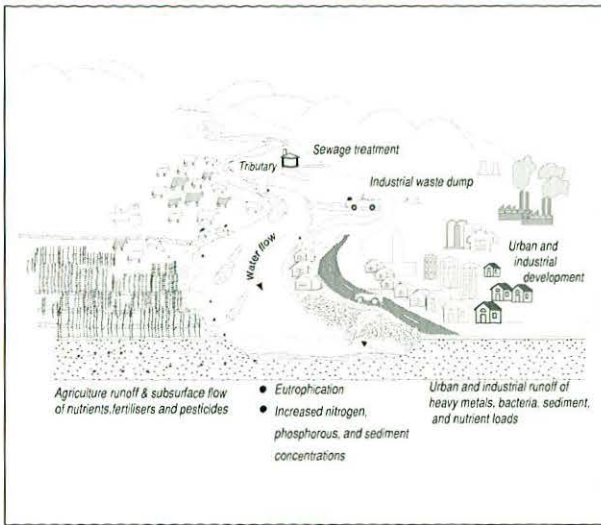 Sewage treatment
Tributary
Industrial waste dump
Water flow
Urban and
industrial
development
Agriculture runoff & subsurface flow
of nutrients, fertilisers and pesticides
● Eutrophication
● Increased nitrogen,
phosphorous, and sediment
concentrations
Urban and industrial runoff of
heavy metals, bacteria, sediment,
and nutrient loads